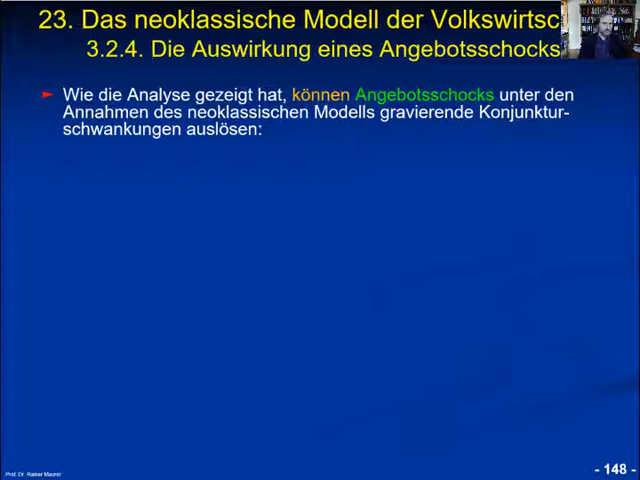 23. Das neoklassische Modell der Volkswirtsc
3.2.4. Die Auswirkung eines Angebotsschocks
Wie die Analyse gezeigt hat, können Angebotsschocks unter den
Annahmen des neoklassischen Modells gravierende Konjunktur-
schwankungen auslösen:
Prof. Dr. Rainer Maurer
- 148 -